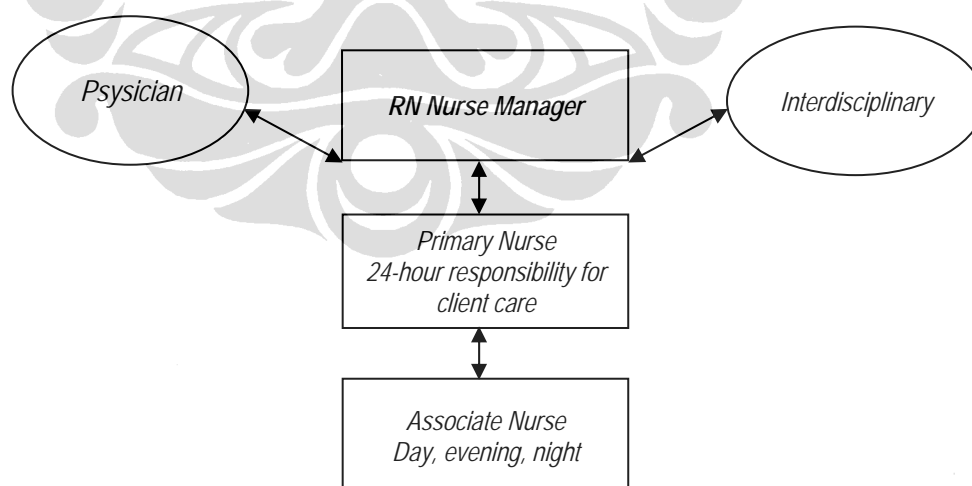 Psysician
RN Nurse Manager
Interdisciplinary
Primary Nurse
24-hour responsibility for
client care
Associate Nurse
Day, evening, night